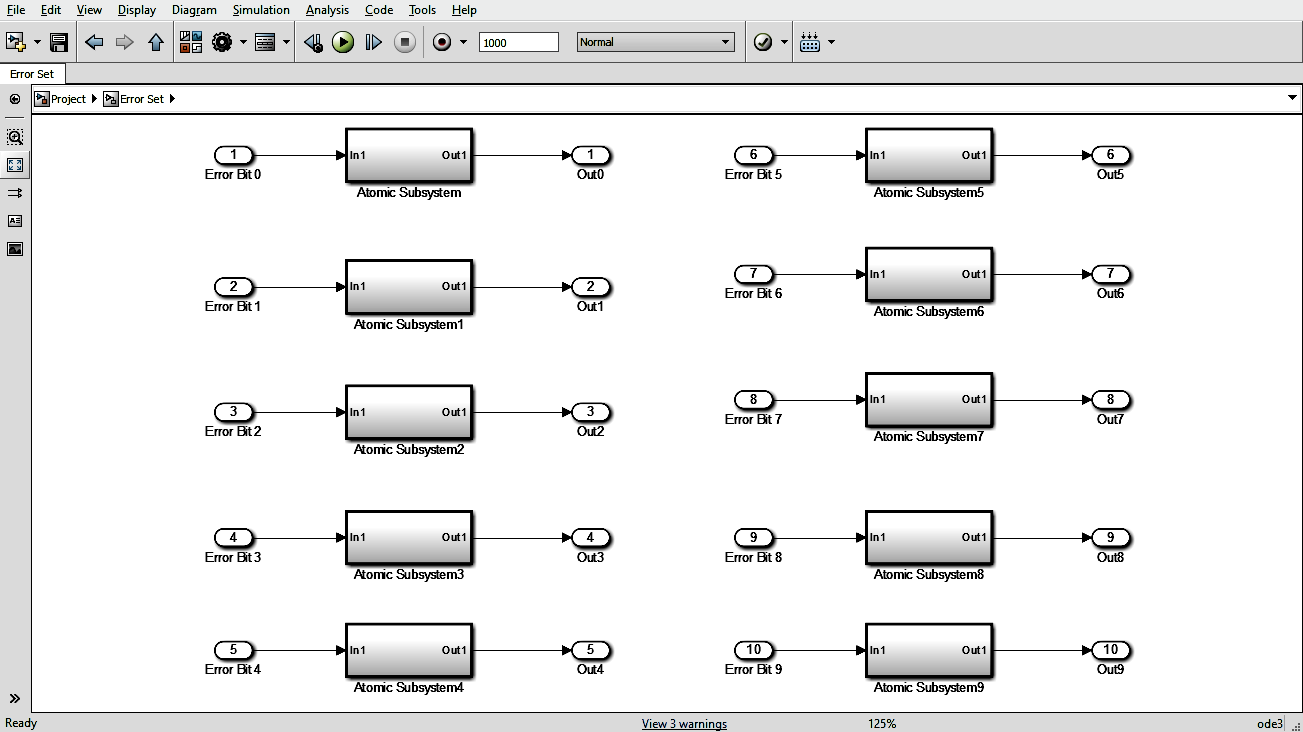 File Edit View Display Diagram Simulation Analysis Code Tools Help
1000 Normal
Error Set
Project Error Set
1 In1 Out1 1 6 In1 Out1 6
Error Bit 0 Out0 Error Bit 5 Out5
Atomic Subsystem Atomic Subsystem5
2 In1 Out1 2 7 In1 Out1 7
Error Bit 1 Out1 Error Bit 6 Out6
Atomic Subsystem1 Atomic Subsystem6
3 In1 Out1 3 8 In1 Out1 8
Error Bit 2 Out2 Error Bit 7 Out7
Atomic Subsystem2 Atomic Subsystem7
4 In1 Out1 4 9 In1 Out1 9
Error Bit 3 Out3 Error Bit 8 Out8
Atomic Subsystem3 Atomic Subsystem8
5 In1 Out1 5 10 In1 Out1 10
Error Bit 4 Out4 Error Bit 9 Out9
Atomic Subsystem4 Atomic Subsystem9
Ready View 3 warnings 125% ode3